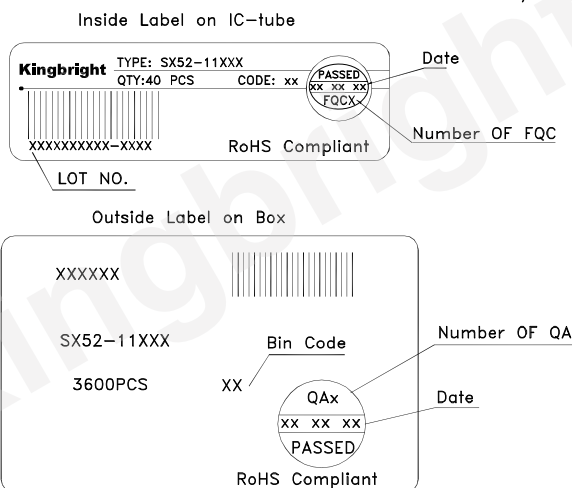 Inside Label on IC-tube
Kingbright
TYPE: SX52-11XXX
QTY:40 PCS CODE: xx
PASSED
xx xx xx
FQCX
Date
Number OF FQC
XXXXXXXXXX-XXXX
RoHS Compliant
LOT NO.
Outside Label on Box
XXXXXX
SX52-11XXX
Bin Code
Number OF QA
3600PCS
XX
QAx
Date
XX XX XX
PASSED
RoHS Compliant
Kingbright